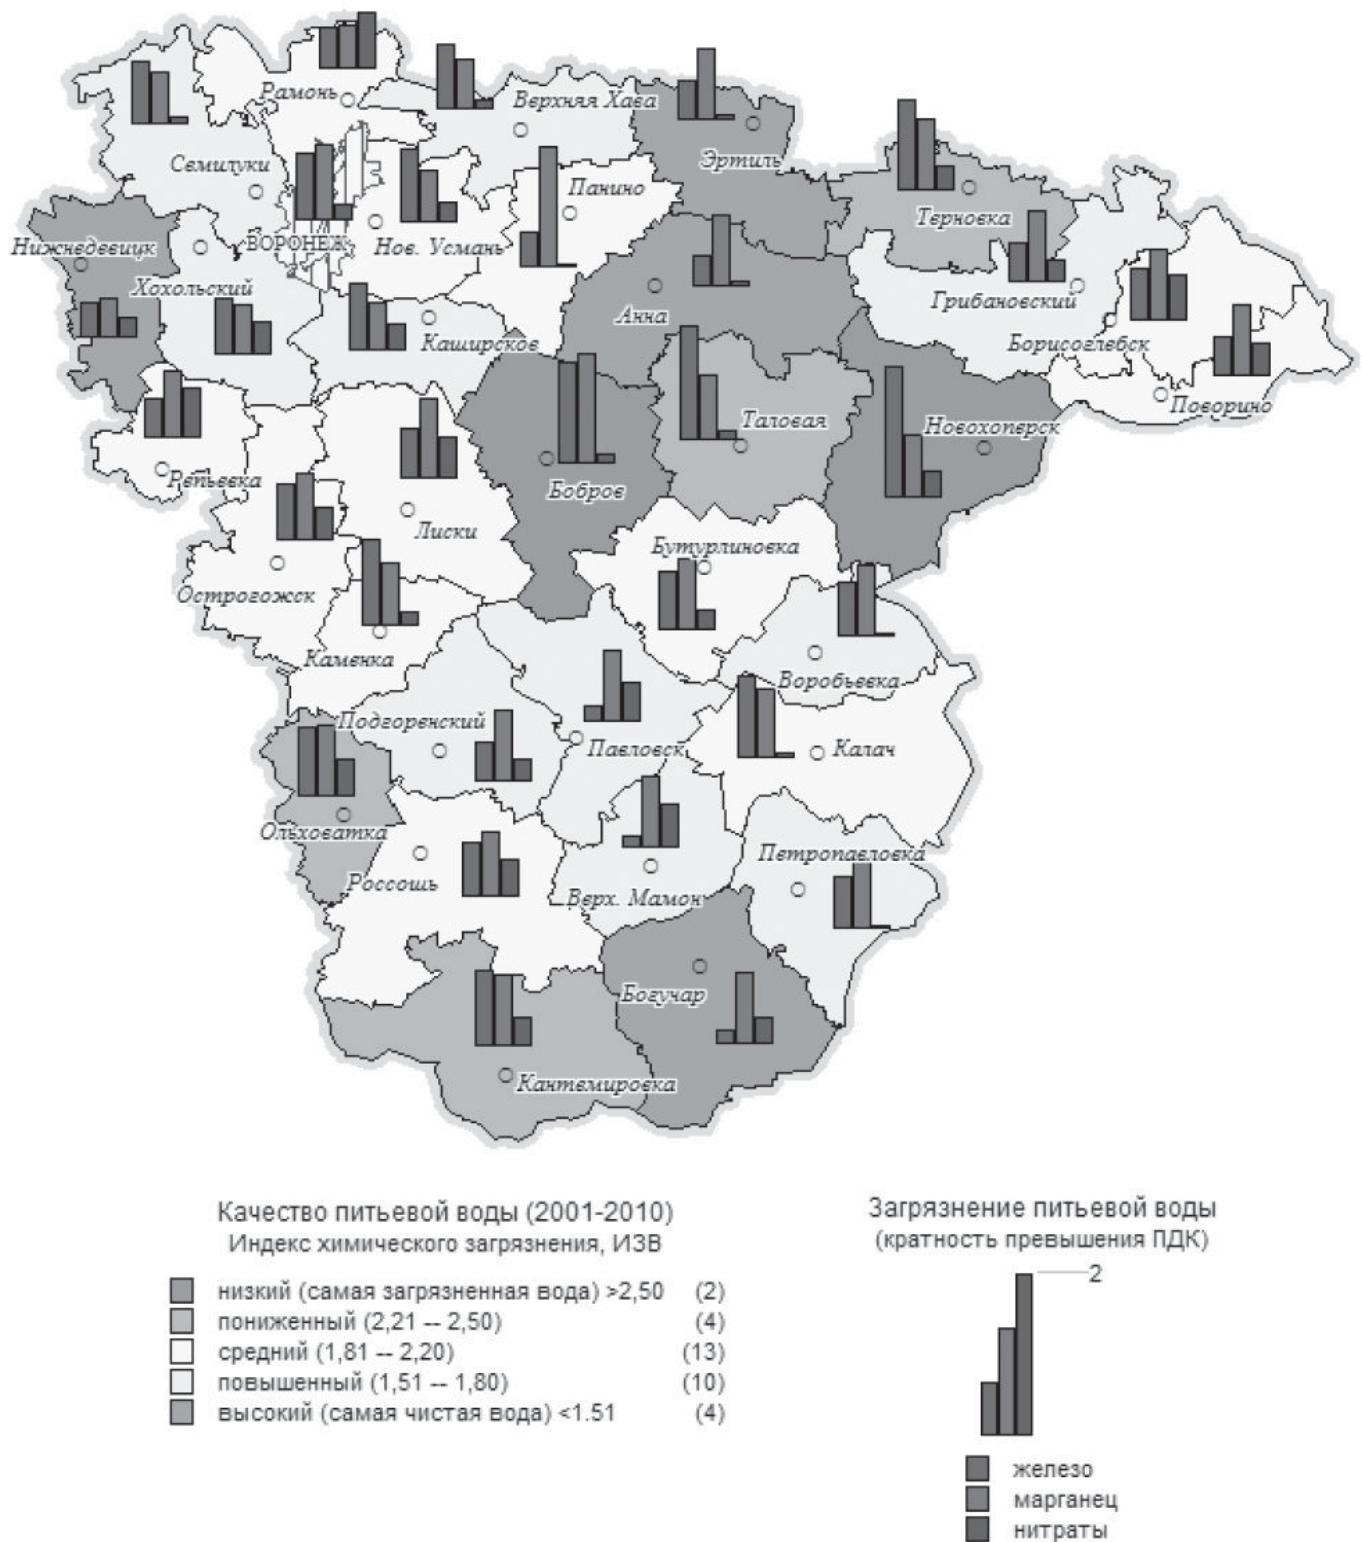 Рамонь
Верхняя Хава
Эртиль
Семилуки
Панино
Терновка
Нижнедевицк
ВОРОНЕЖ
Нов. Усмань
Хохольский
Анна
Грибановский
Каширское
Борисоглебск
Поворино
Таловая
Новохоперск
Репьевка
Бобров
Лиски
Бутурлиновка
Острогожск
Каменка
Воробьевка
Подгоренский
Павловск
Калач
Ольховатка
Петропавловка
Россошь
Верх. Мамон
Богучар
Кантемировка
Качество питьевой воды (2001-2010)
Индекс химического загрязнения, ИЗВ
низкий (самая загрязненная вода) >2,50 (2)
пониженный (2,21 -- 2,50) (4)
средний (1,81 -- 2,20) (13)
повышенный (1,51 -- 1,80) (10)
высокий (самая чистая вода) <1.51 (4)
Загрязнение питьевой воды
(кратность превышения ПДК)
2
железо
марганец
нитраты